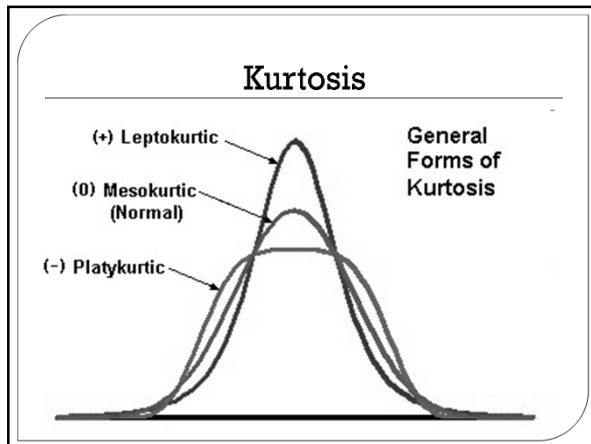 Kurtosis
(+) Leptokurtic
General
Forms of
Kurtosis
(0) Mesokurtic
(Normal)
(-) Platykurtic